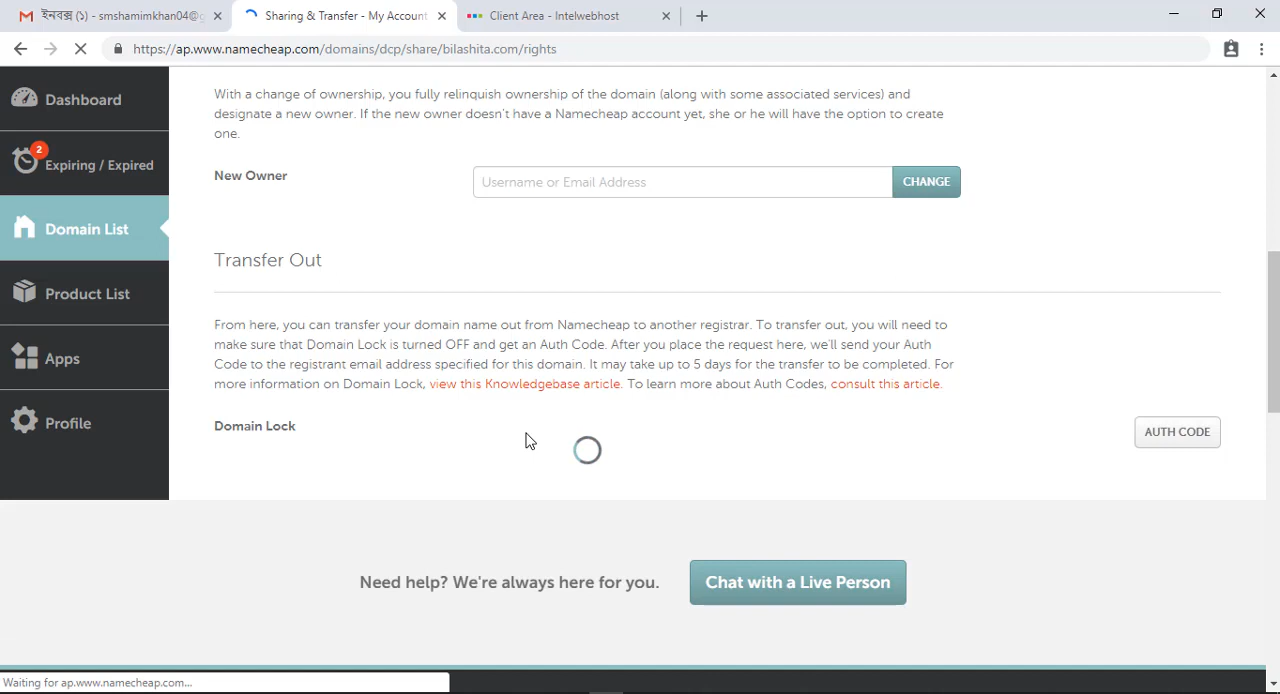 ইনবক্স (১) - smshamimkhan04@g
Sharing & Transfer - My Account
Client Area - Intelwebhost
https://ap.www.namecheap.com/domains/dcp/share/bilashita.com/rights
Dashboard
2
Expiring / Expired
Domain List
Product List
Apps
Profile
With a change of ownership, you fully relinquish ownership of the domain (along with some associated services) and
designate a new owner. If the new owner doesn't have a Namecheap account yet, she or he will have the option to create
one.
New Owner
Username or Email Address
CHANGE
Transfer Out
From here, you can transfer your domain name out from Namecheap to another registrar. To transfer out, you will need to
make sure that Domain Lock is turned OFF and get an Auth Code. After you place the request here, we'll send your Auth
Code to the registrant email address specified for this domain. It may take up to 5 days for the transfer to be completed. For
more information on Domain Lock, view this Knowledgebase article. To learn more about Auth Codes, consult this article.
Domain Lock
AUTH CODE
Need help? We're always here for you.
Chat with a Live Person
Waiting for ap.www.namecheap.com...